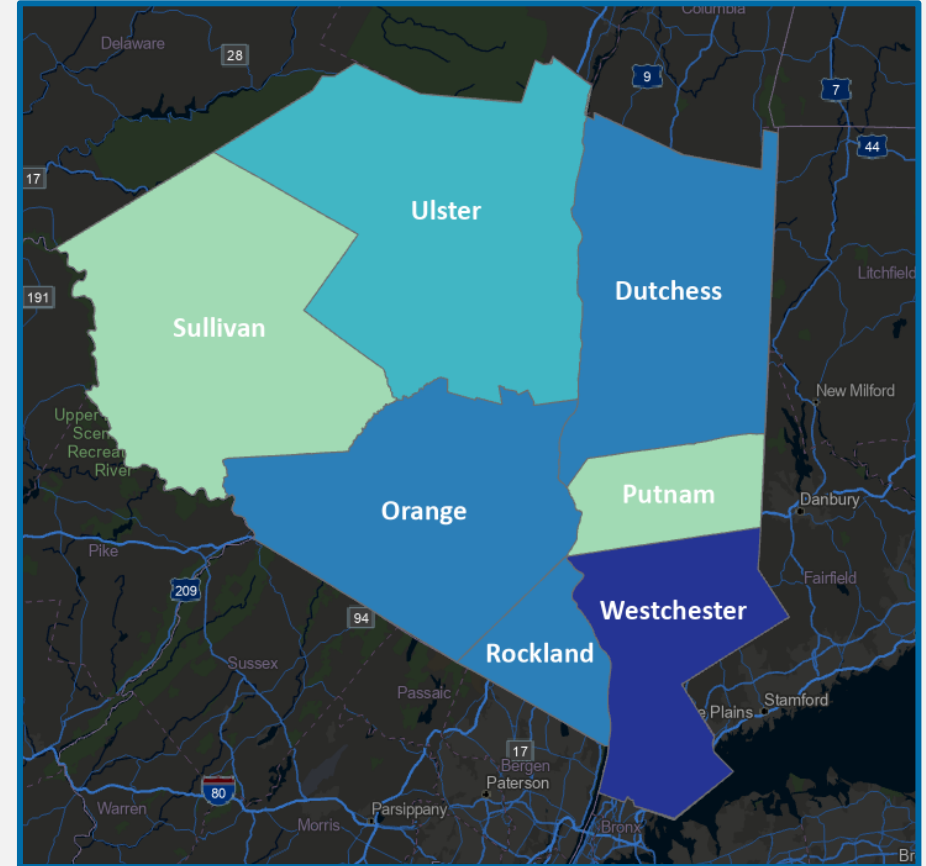 Columbia
Delaware
28
9
7
44
17
Ulster
Litchfield
Dutchess
191
Sullivan
New Milford
Upper
Scen
Recrea
River
Putnam
Danbury
Orange
Pike
Fairfield
209
Westchester
94
Rockland
Sussex
Passaic
e Plains
Stamford
17
Bergen
Paterson
80
Warren
Parsippany
Morris
Bronx
Br